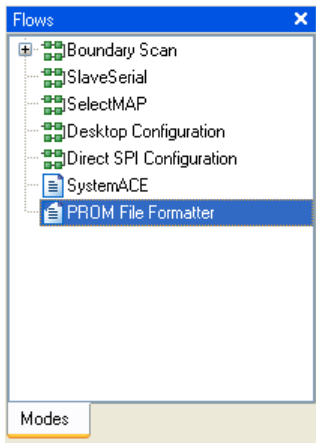 Flows
Boundary Scan
SlaveSerial
SelectMAP
Desktop Configuration
Direct SPI Configuration
SystemACE
PROM File Formatter
Modes